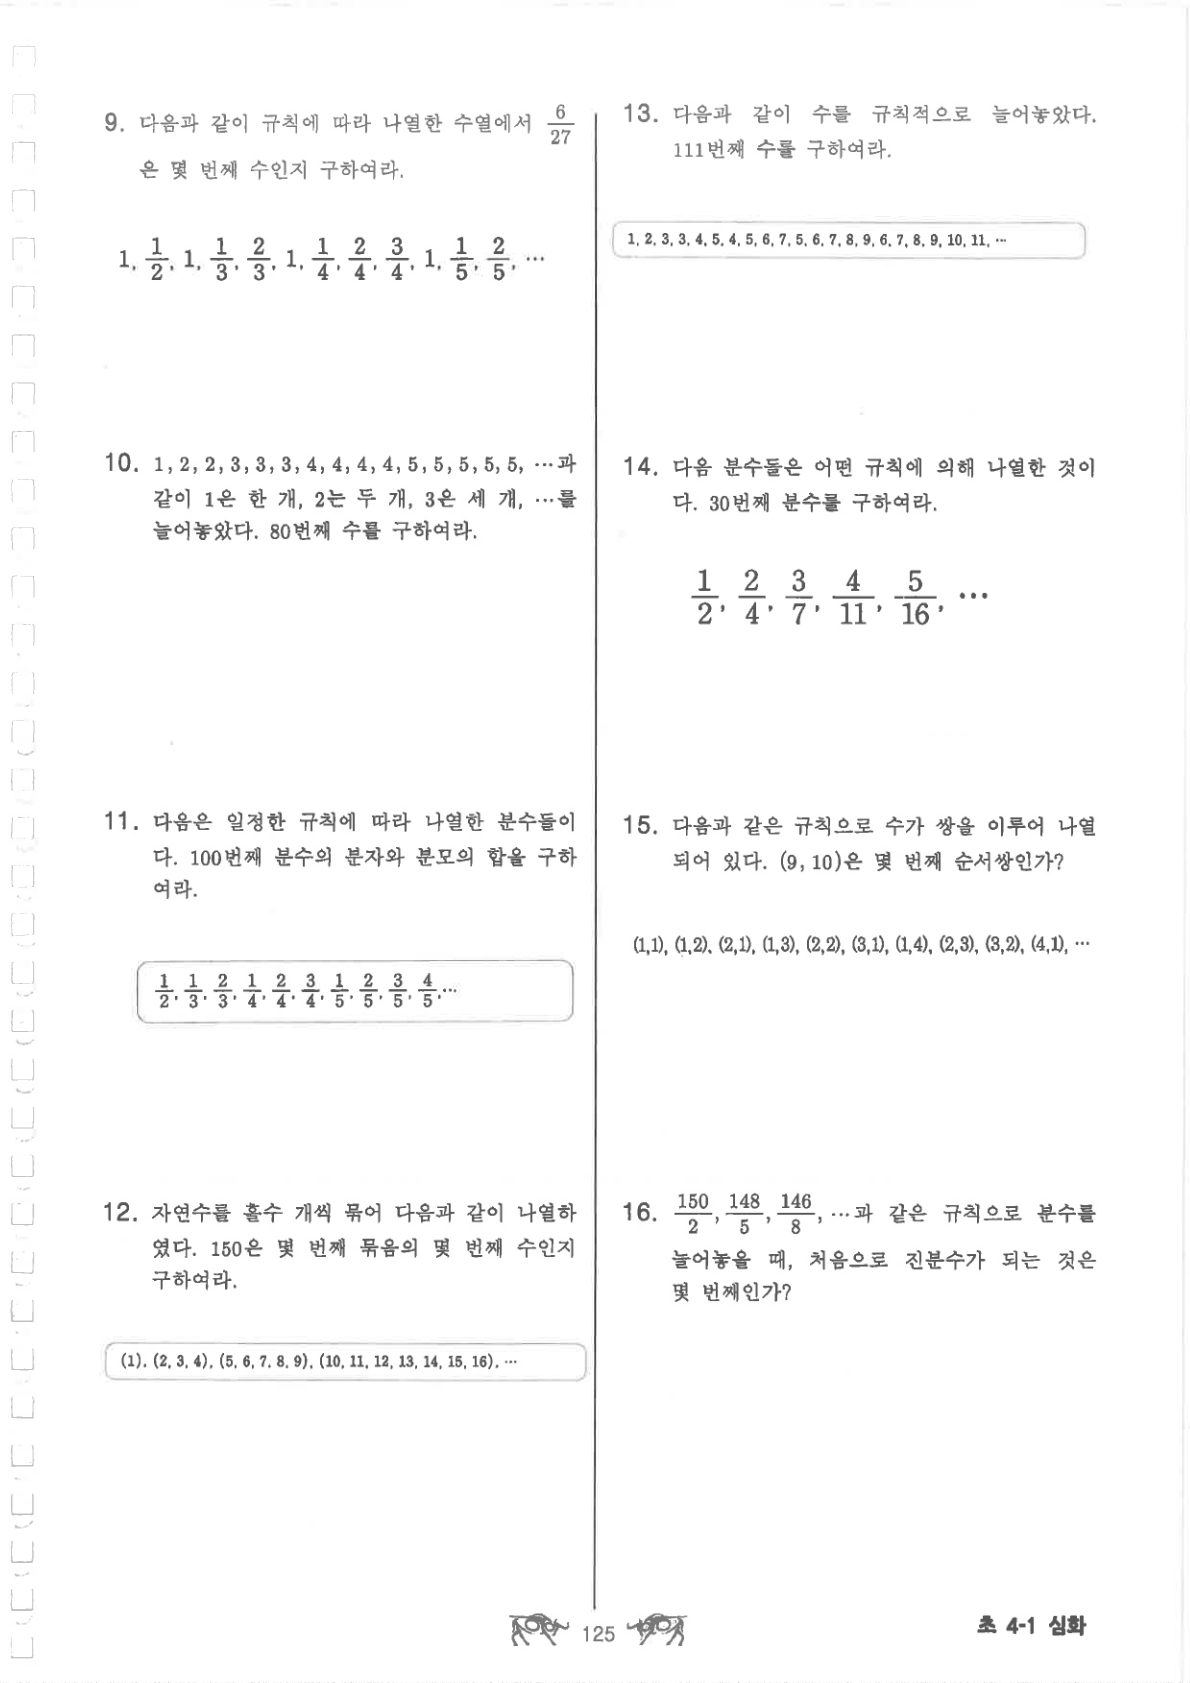 9. 다음과 같이 규칙에 따라 나열한 수열에서 6/27
은 몇 번째 수인지 구하여라.
1, 1/2, 1, 1/3, 2/3, 1, 1/4, 2/4, 3/4, 1, 1/5, 2/5, …
10. 1, 2, 2, 3, 3, 3, 4, 4, 4, 4, 5, 5, 5, 5, 5, …과
같이 1은 한 개, 2는 두 개, 3은 세 개, …를
늘어놓았다. 80번째 수를 구하여라.
11. 다음은 일정한 규칙에 따라 나열한 분수들이
다. 100번째 분수의 분자와 분모의 합을 구하
여라.
1/2, 1/3, 2/3, 1/4, 2/4, 3/4, 1/5, 2/5, 3/5, 4/5, …
12. 자연수를 홀수 개씩 묶어 다음과 같이 나열하
였다. 150은 몇 번째 묶음의 몇 번째 수인지
구하여라.
(1), (2, 3, 4), (5, 6, 7, 8, 9), (10, 11, 12, 13, 14, 15, 16), …
13. 다음과 같이 수를 규칙적으로 늘어놓았다.
111번째 수를 구하여라.
1, 2, 3, 3, 4, 5, 4, 5, 6, 7, 5, 6, 7, 8, 9, 6, 7, 8, 9, 10, 11, …
14. 다음 분수들은 어떤 규칙에 의해 나열한 것이
다. 30번째 분수를 구하여라.
1/2, 2/4, 3/7, 4/11, 5/16, …
15. 다음과 같은 규칙으로 수가 쌍을 이루어 나열
되어 있다. (9, 10)은 몇 번째 순서쌍인가?
(1,1), (1,2), (2,1), (1,3), (2,2), (3,1), (1,4), (2,3), (3,2), (4,1), …
16. 150/2, 148/5, 146/8, …과 같은 규칙으로 분수를
늘어놓을 때, 처음으로 진분수가 되는 것은
몇 번째인가?
125
초 4-1 심화